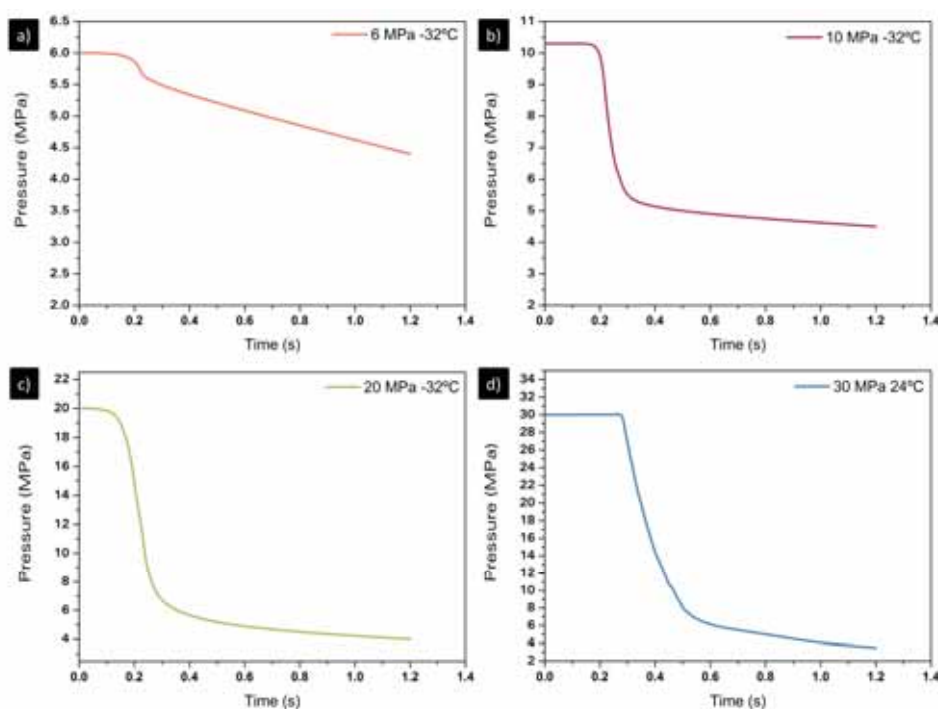 a)
6 MPa -32ºC
Pressure (MPa)
6.5
6.0
5.5
5.0
4.5
4.0
3.5
3.0
2.5
2.0
0.0 0.2 0.4 0.6 0.8 1.0 1.2 1.4
Time (s)
b)
10 MPa -32ºC
Pressure (MPa)
11
10
9
8
7
6
5
4
3
2
0.0 0.2 0.4 0.6 0.8 1.0 1.2 1.4
Time (s)
c)
20 MPa -32ºC
Pressure (MPa)
22
20
18
16
14
12
10
8
6
4
0.0 0.2 0.4 0.6 0.8 1.0 1.2 1.4
Time (s)
d)
30 MPa 24ºC
Pressure (MPa)
34
32
30
28
26
24
22
20
18
16
14
12
10
8
6
4
2
0.0 0.2 0.4 0.6 0.8 1.0 1.2 1.4
Time (s)